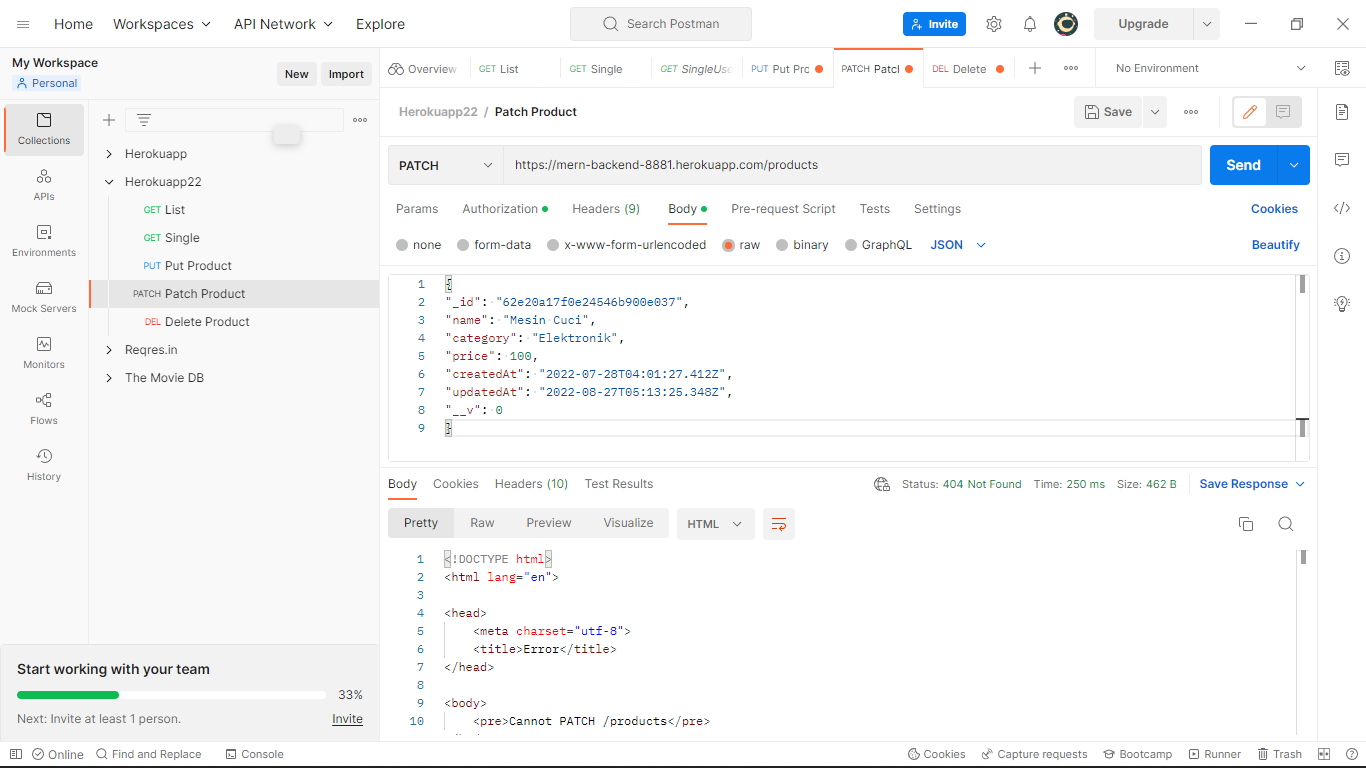 Home Workspaces API Network Explore Search Postman Invite Upgrade
My Workspace
Personal
New Import
Overview GET List GET Single GET SingleUse PUT Put Pro PATCH Patcl DEL Delete No Environment
Collections
APIs
Environments
Mock Servers
Monitors
Flows
History
Herokuapp
Herokuapp22
GET List
GET Single
PUT Put Product
PATCH Patch Product
DEL Delete Product
Reqres.in
The Movie DB
Start working with your team
33%
Next: Invite at least 1 person. Invite
Herokuapp22 / Patch Product Save
PATCH https://mern-backend-8881.herokuapp.com/products Send
Params Authorization Headers (9) Body Pre-request Script Tests Settings Cookies
none form-data x-www-form-urlencoded raw binary GraphQL JSON Beautify
1 {
2 "_id": "62e20a17f0e24546b900e037",
3 "name": "Mesin Cuci",
4 "category": "Elektronik",
5 "price": 100,
6 "createdAt": "2022-07-28T04:01:27.412Z",
7 "updatedAt": "2022-08-27T05:13:25.348Z",
8 "__v": 0
9 }
Body Cookies Headers (10) Test Results Status: 404 Not Found Time: 250 ms Size: 462 B Save Response
Pretty Raw Preview Visualize HTML
1 <!DOCTYPE html>
2 <html lang="en">
3
4 <head>
5 <meta charset="utf-8">
6 <title>Error</title>
7 </head>
8
9 <body>
10 <pre>Cannot PATCH /products</pre>
Online Find and Replace Console Cookies Capture requests Bootcamp Runner Trash